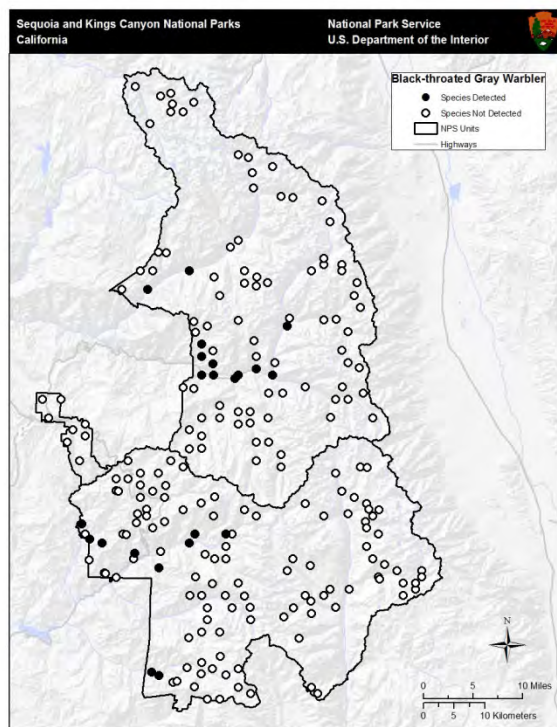 Sequoia and Kings Canyon National Parks
California
National Park Service
U.S. Department of the Interior
Black-throated Gray Warbler
Species Detected
Species Not Detected
NPS Units
Highways
N
0 5 10 Miles
0 5 10 Kilometers